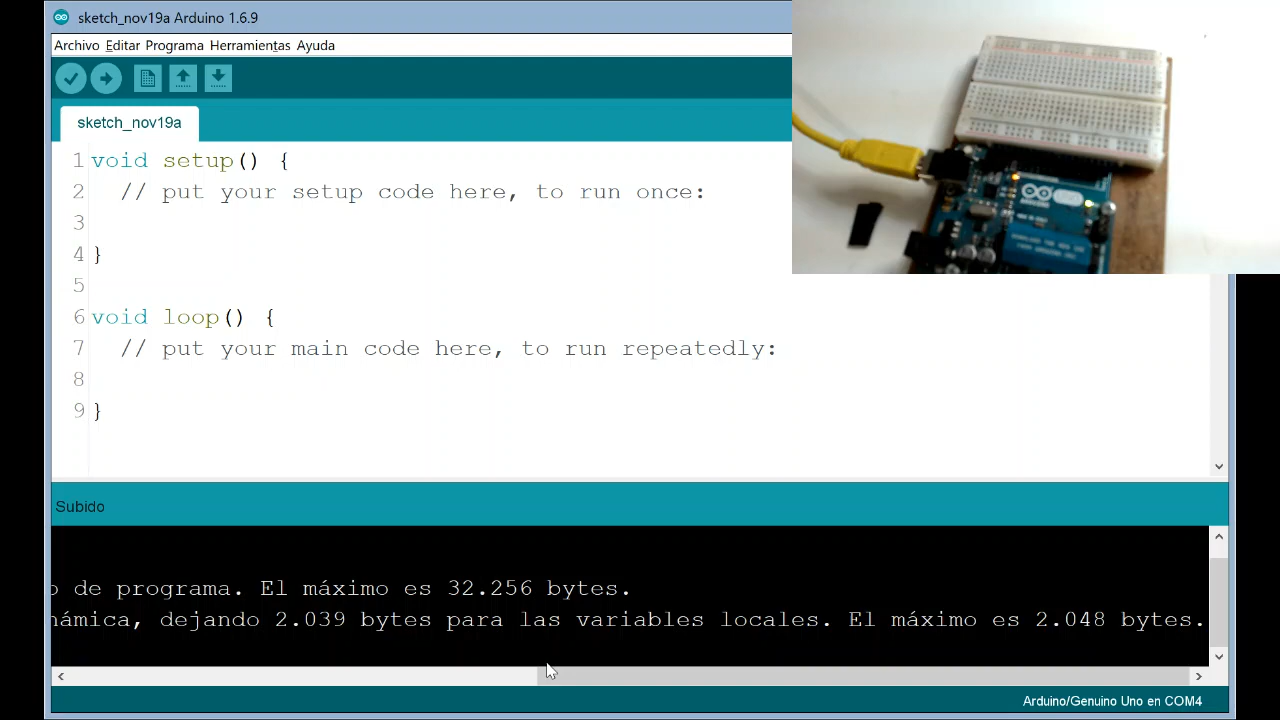 sketch_nov19a Arduino 1.6.9
Archivo Editar Programa Herramientas Ayuda
sketch_nov19a
1 void setup() {
2 // put your setup code here, to run once:
3
4 }
5
6 void loop() {
7 // put your main code here, to run repeatedly:
8
9 }
Subido
o de programa. El máximo es 32.256 bytes.
námica, dejando 2.039 bytes para las variables locales. El máximo es 2.048 bytes.
Arduino/Genuino Uno en COM4